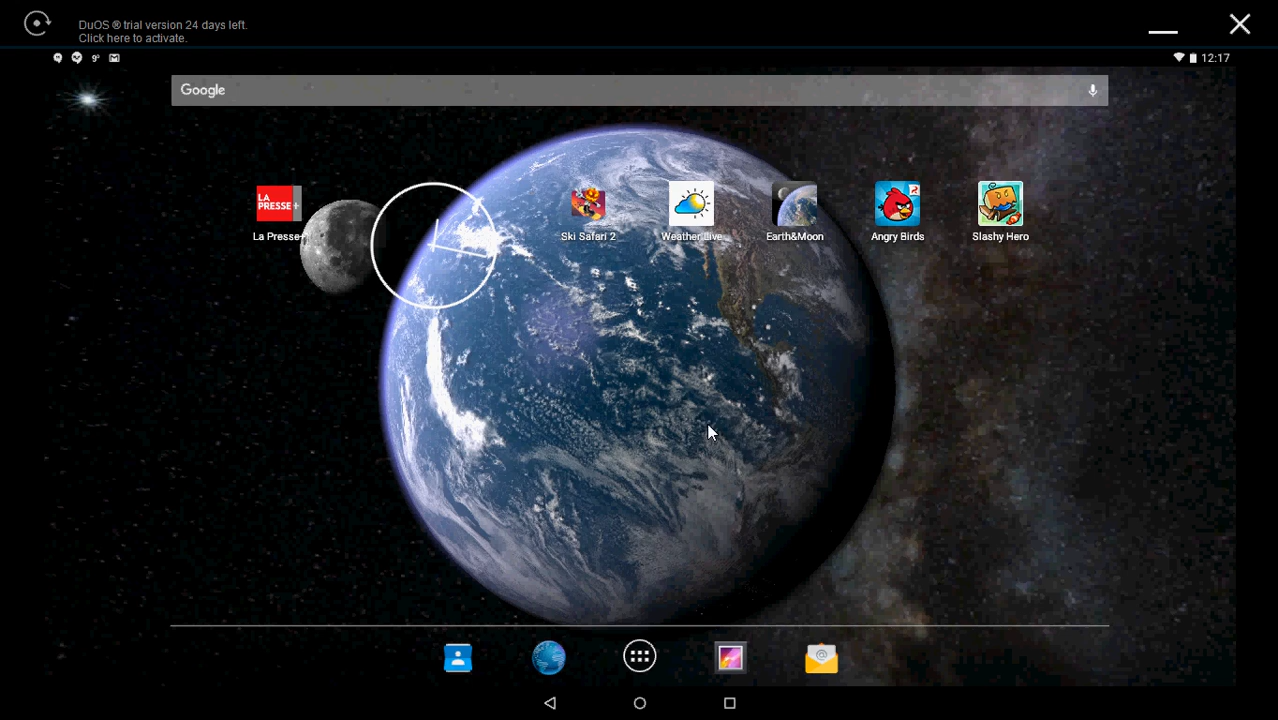 DuOS ® trial version 24 days left.
Click here to activate.
9°
12:17
Google
LA
PRESSE+
La Presse+
Ski Safari 2
Weather Live
Earth&Moon
Angry Birds
Slashy Hero
@